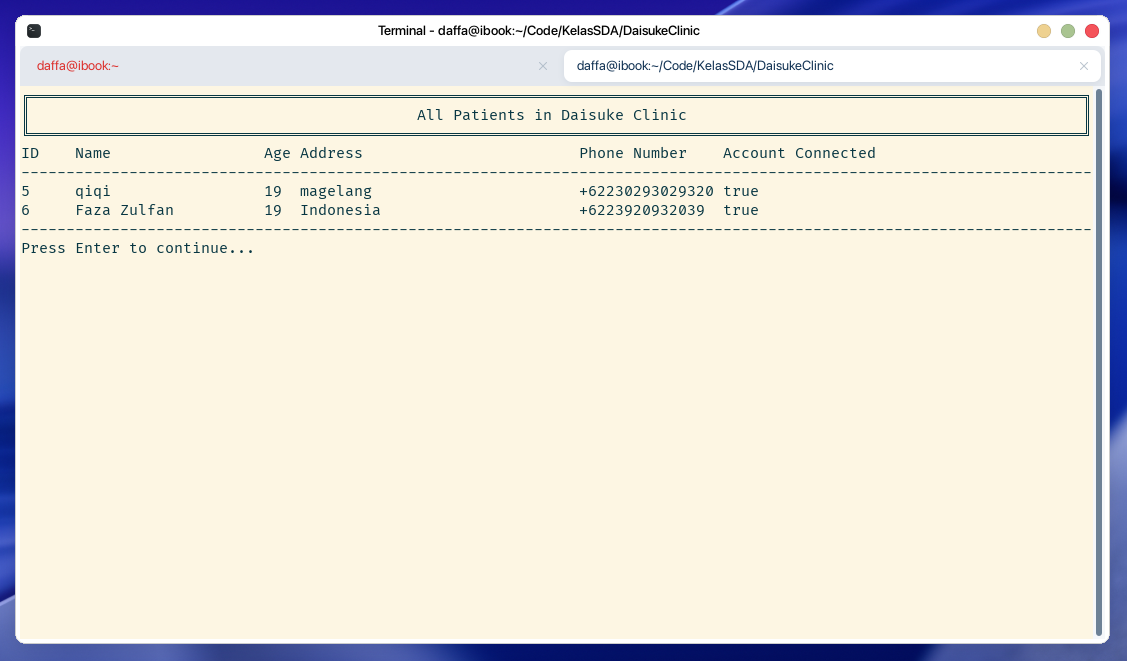 Terminal - daffa@ibook:~/Code/KelasSDA/DaisukeClinic
daffa@ibook:~ daffa@ibook:~/Code/KelasSDA/DaisukeClinic
All Patients in Daisuke Clinic
ID Name Age Address Phone Number Account Connected
-----------------------------------------------------------------------------------------------------------------------
5 qiqi 19 magelang +62230293029320 true
6 Faza Zulfan 19 Indonesia +6223920932039 true
-----------------------------------------------------------------------------------------------------------------------
Press Enter to continue...